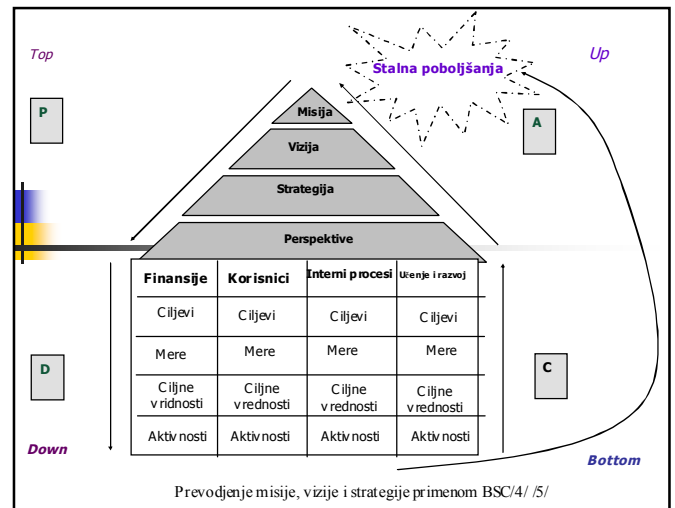 Top
Up
Stalna poboljšanja
P
A
Misija
Vizija
Strategija
Perspektive
Finansije Korisnici Interni procesi Učenje i razvoj
Ciljevi Ciljevi Ciljevi Ciljevi
Mere Mere Mere Mere
Ciljne Ciljne Ciljne Ciljne
vridnosti vrednosti vrednosti vrednosti
Aktivnosti Aktivnosti Aktivnosti Aktivnosti
D
C
Down
Bottom
Prevodjenje misije, vizije i strategije primenom BSC/4/ /5/